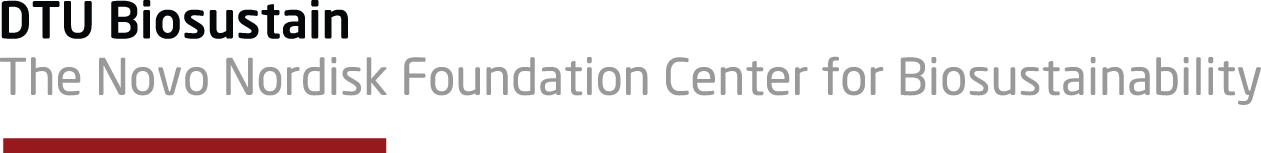 DTU Biosustain
The Novo Nordisk Foundation Center for Biosustainability